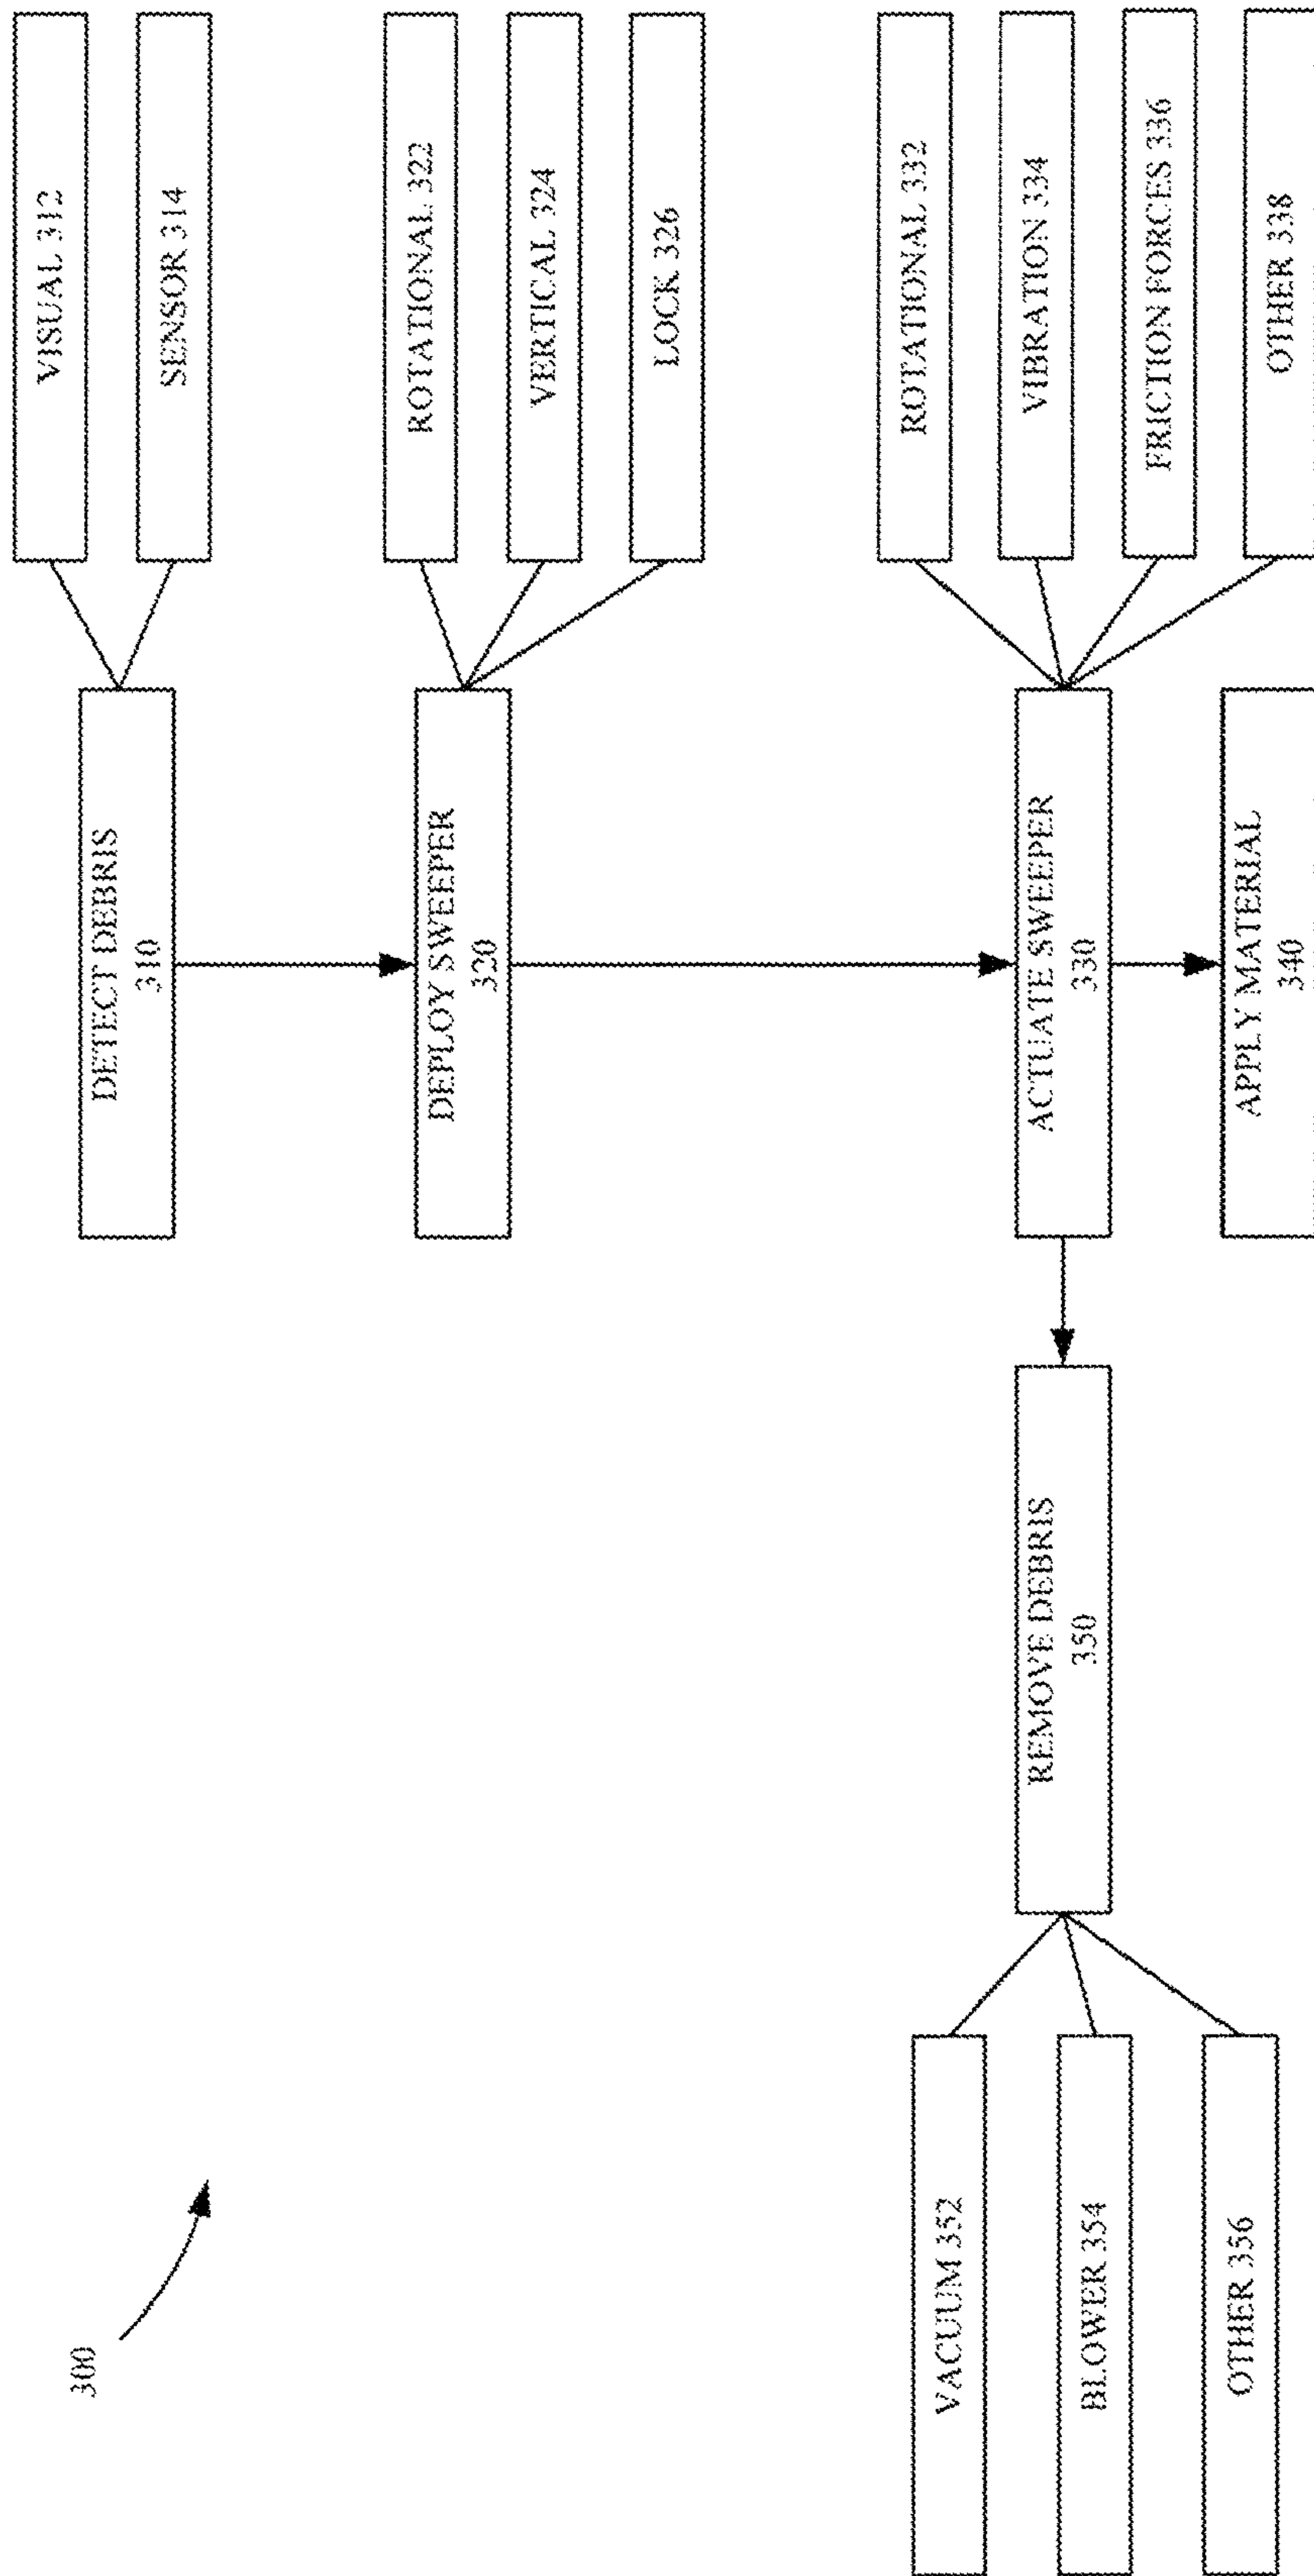 300
DETECT DEBRIS
310
VISUAL 312
SENSOR 314
DEPLOY SWEEPER
320
ROTATIONAL 322
VERTICAL 324
LOCK 326
ACTUATE SWEEPER
330
ROTATIONAL 332
VIBRATION 334
FRICTION FORCES 336
OTHER 338
REMOVE DEBRIS
350
VACUUM 352
BLOWER 354
OTHER 356
APPLY MATERIAL
340